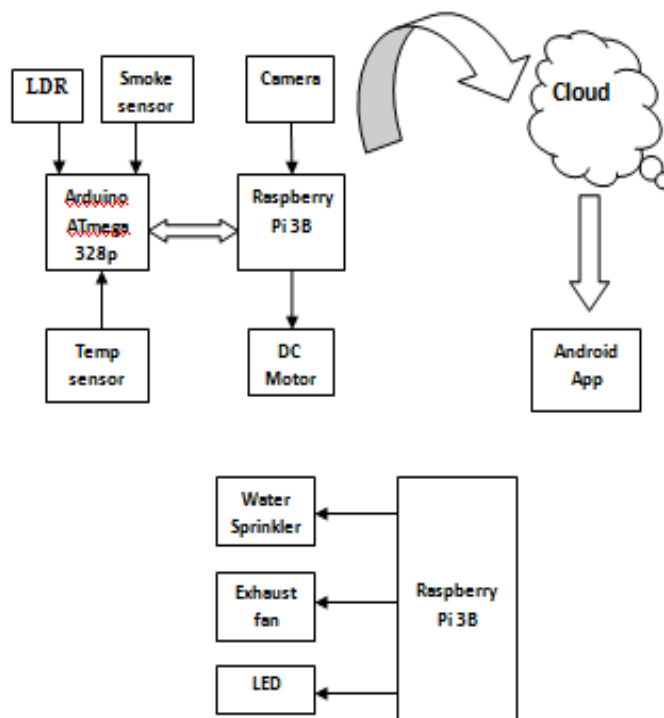 LDR
Smoke
sensor
Camera
Cloud
Arduino
ATmega
328p
Raspberry
Pi 3B
Temp
sensor
DC
Motor
Android
App
Water
Sprinkler
Exhaust
fan
Raspberry
Pi 3B
LED